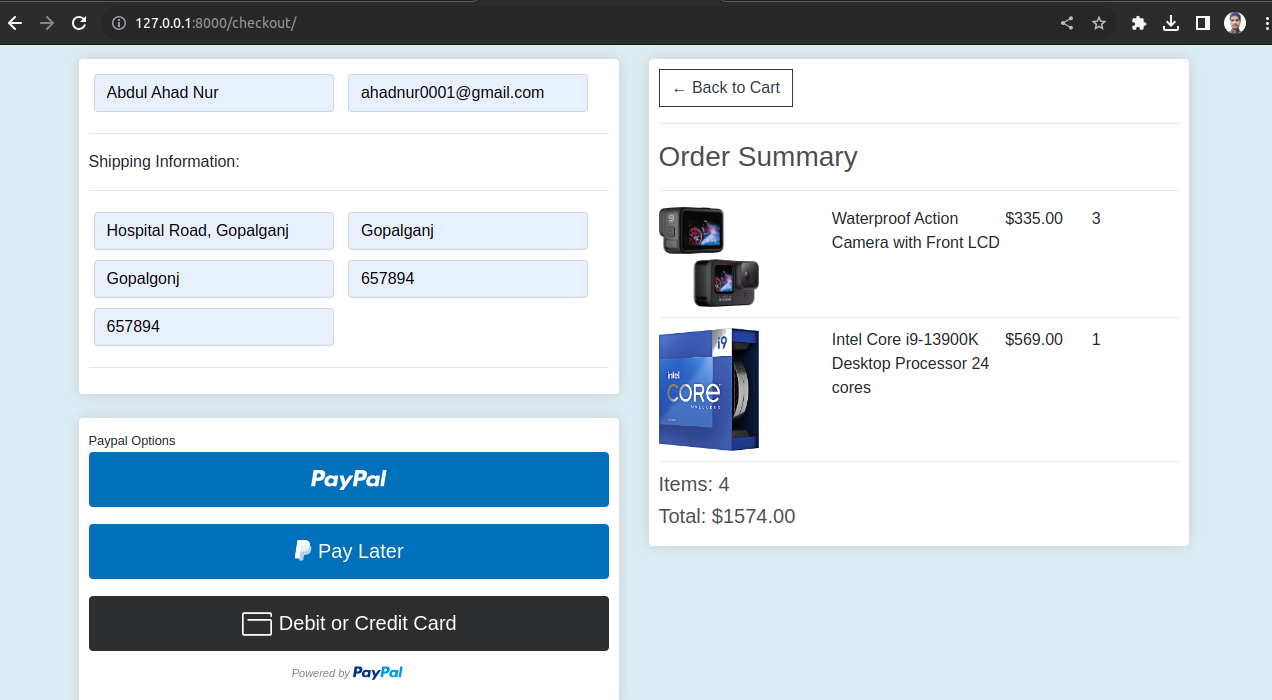 127.0.0.1:8000/checkout/
Abdul Ahad Nur
ahadnur0001@gmail.com
Shipping Information:
Hospital Road, Gopalganj
Gopalganj
Gopalgonj
657894
657894
Paypal Options
PayPal
Pay Later
Debit or Credit Card
Powered by PayPal
← Back to Cart
Order Summary
9
Waterproof Action
Camera with Front LCD
$335.00
3
i9
intel
CORE
UNLOCKED
Intel Core i9-13900K
Desktop Processor 24
cores
$569.00
1
Items: 4
Total: $1574.00